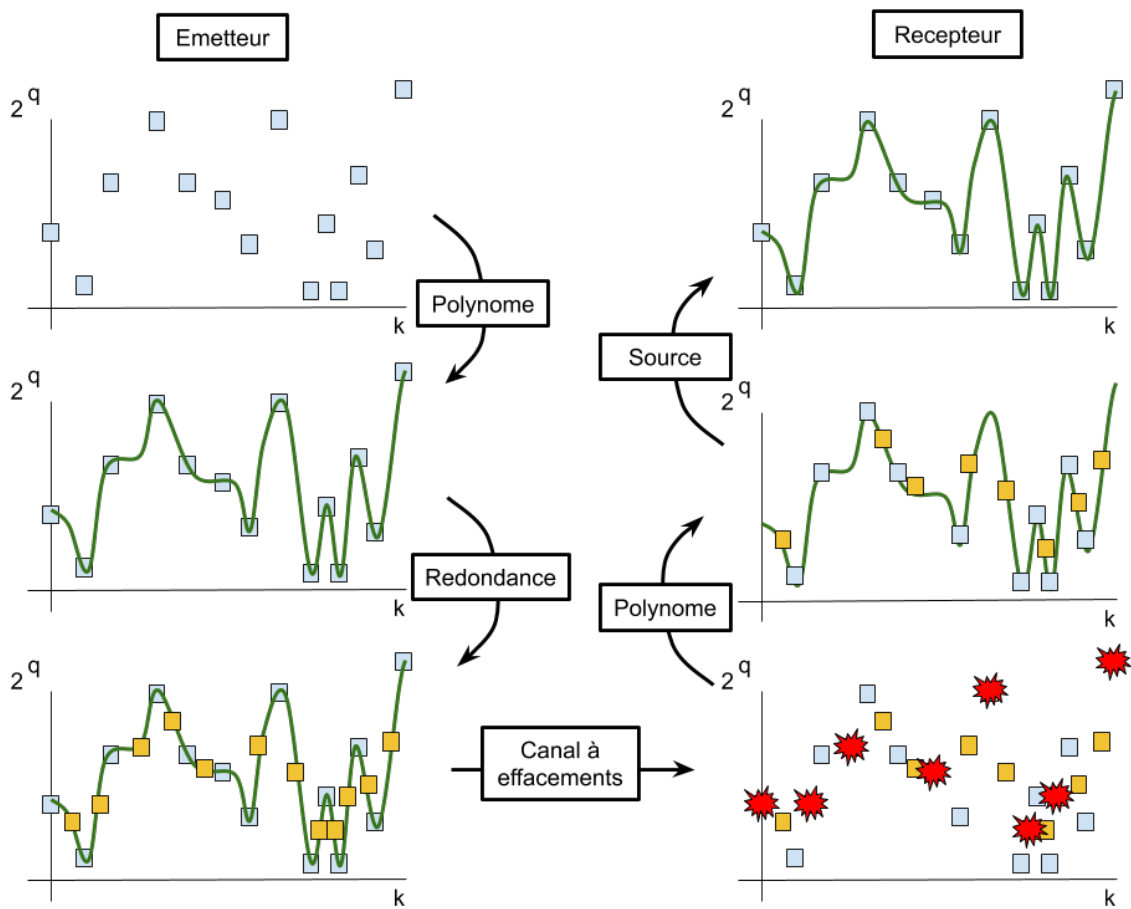 Emetteur
Recepteur
2 q
k
Polynome
2 q
k
Source
2 q
k
Redondance
2 q
k
Polynome
2 q
k
Canal à
effacements
2 q
k